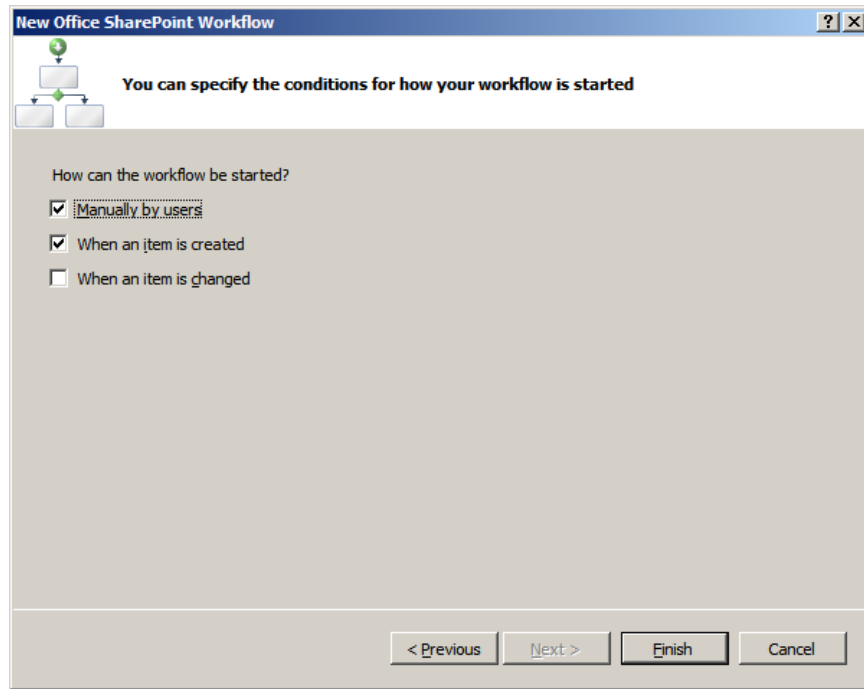 New Office SharePoint Workflow
You can specify the conditions for how your workflow is started
How can the workflow be started?
Manually by users
When an item is created
When an item is changed
< Previous Next > Finish Cancel